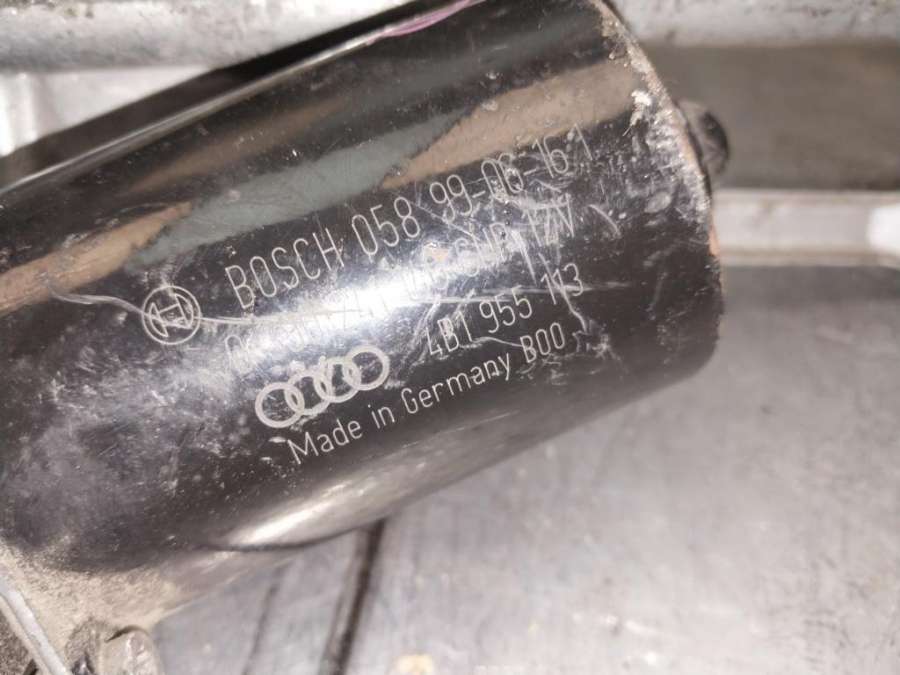 BOSCH 058 99-06-16 1
12V
4B1 955 113
Made in Germany B00